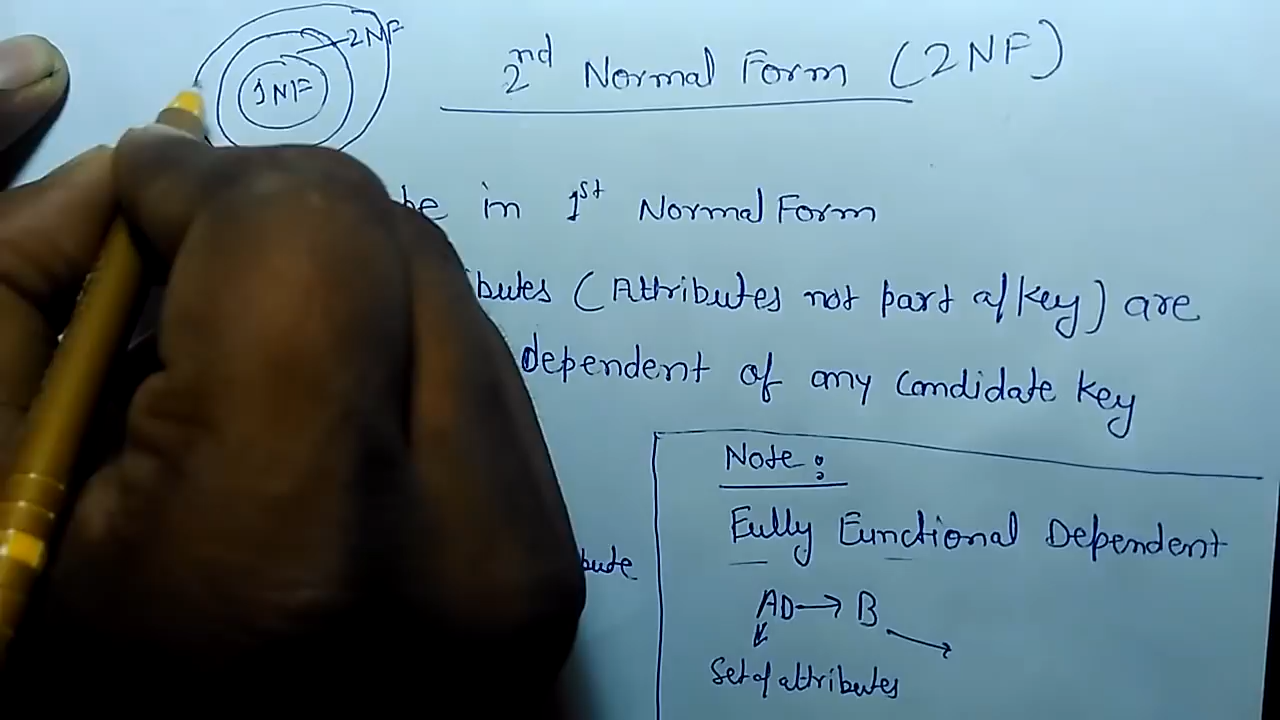 2NF
1NF
2nd Normal Form (2NF)
be in 1st Normal Form
ibutes (Attributes not part of key) are
dependent of any candidate key
Note:
Fully Functional Dependent
bute
AD → B
Set of attributes